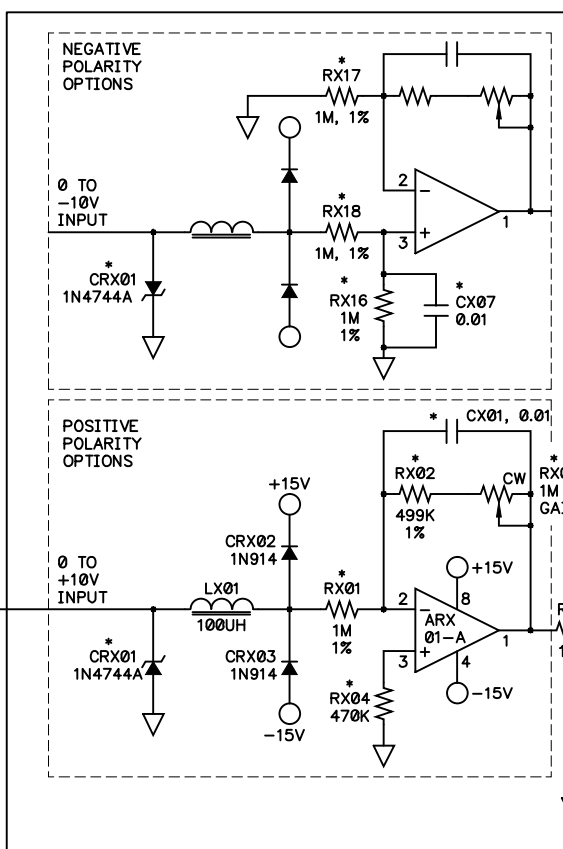 NEGATIVE
POLARITY
OPTIONS
*
RX17
1M, 1%
0 TO
-10V
INPUT
*
RX18
1M, 1%
2
-
+
3
1
*
CRX01
1N4744A
*
RX16
1M
1%
*
CX07
0.01
POSITIVE
POLARITY
OPTIONS
* CX01, 0.01
*
RX02
499K
1%
CW
*
1M
+15V
CRX02
1N914
0 TO
+10V
INPUT
LX01
100UH
*
RX01
1M
1%
+15V
8
2
-
ARX
01-A
1
+
3
4
-15V
*
CRX01
1N4744A
CRX03
1N914
-15V
*
RX04
470K